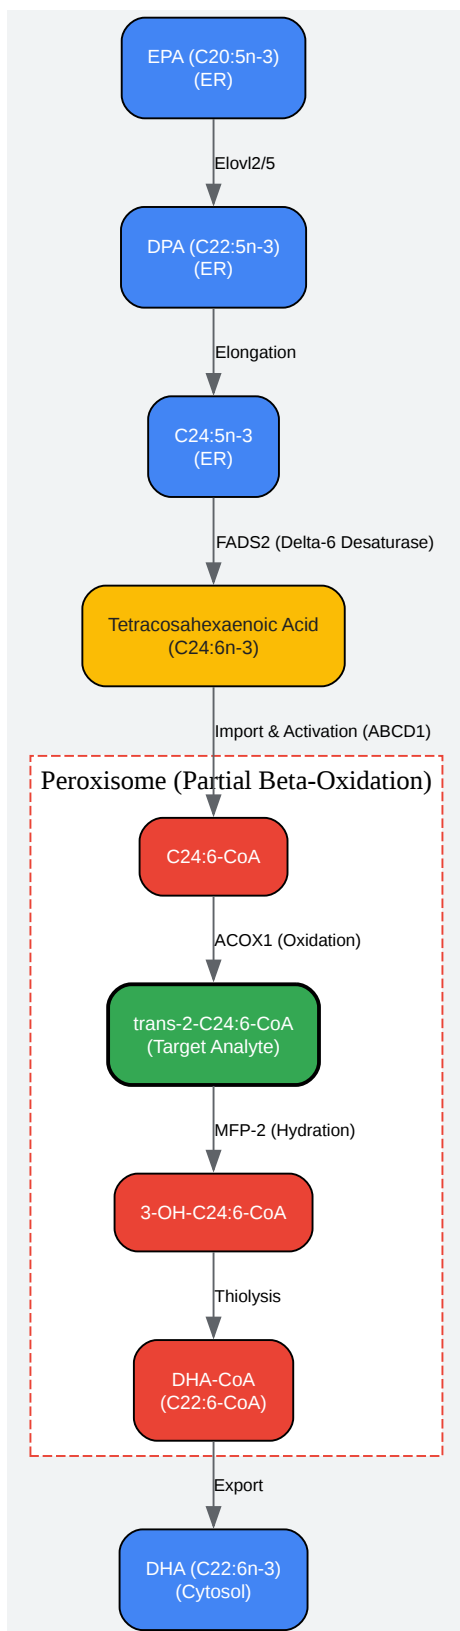 EPA (C20:5n-3)
(ER)
Elovl2/5
DPA (C22:5n-3)
(ER)
Elongation
C24:5n-3
(ER)
FADS2 (Delta-6 Desaturase)
Tetracosahexaenoic Acid
(C24:6n-3)
Import & Activation (ABCD1)
Peroxisome (Partial Beta-Oxidation)
C24:6-CoA
ACOX1 (Oxidation)
trans-2-C24:6-CoA
(Target Analyte)
MFP-2 (Hydration)
3-OH-C24:6-CoA
Thiolysis
DHA-CoA
(C22:6-CoA)
Export
DHA (C22:6n-3)
(Cytosol)